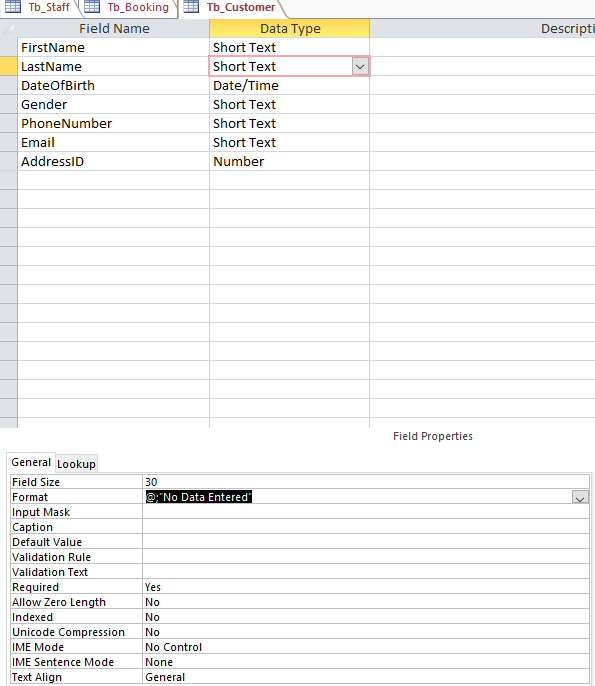 Tb_Staff Tb_Booking Tb_Customer
Field Name Data Type Descripti
FirstName Short Text
LastName Short Text
DateOfBirth Date/Time
Gender Short Text
PhoneNumber Short Text
Email Short Text
AddressID Number
Field Properties
General Lookup
Field Size 30
Format @;"No Data Entered"
Input Mask
Caption
Default Value
Validation Rule
Validation Text
Required Yes
Allow Zero Length No
Indexed No
Unicode Compression No
IME Mode No Control
IME Sentence Mode None
Text Align General